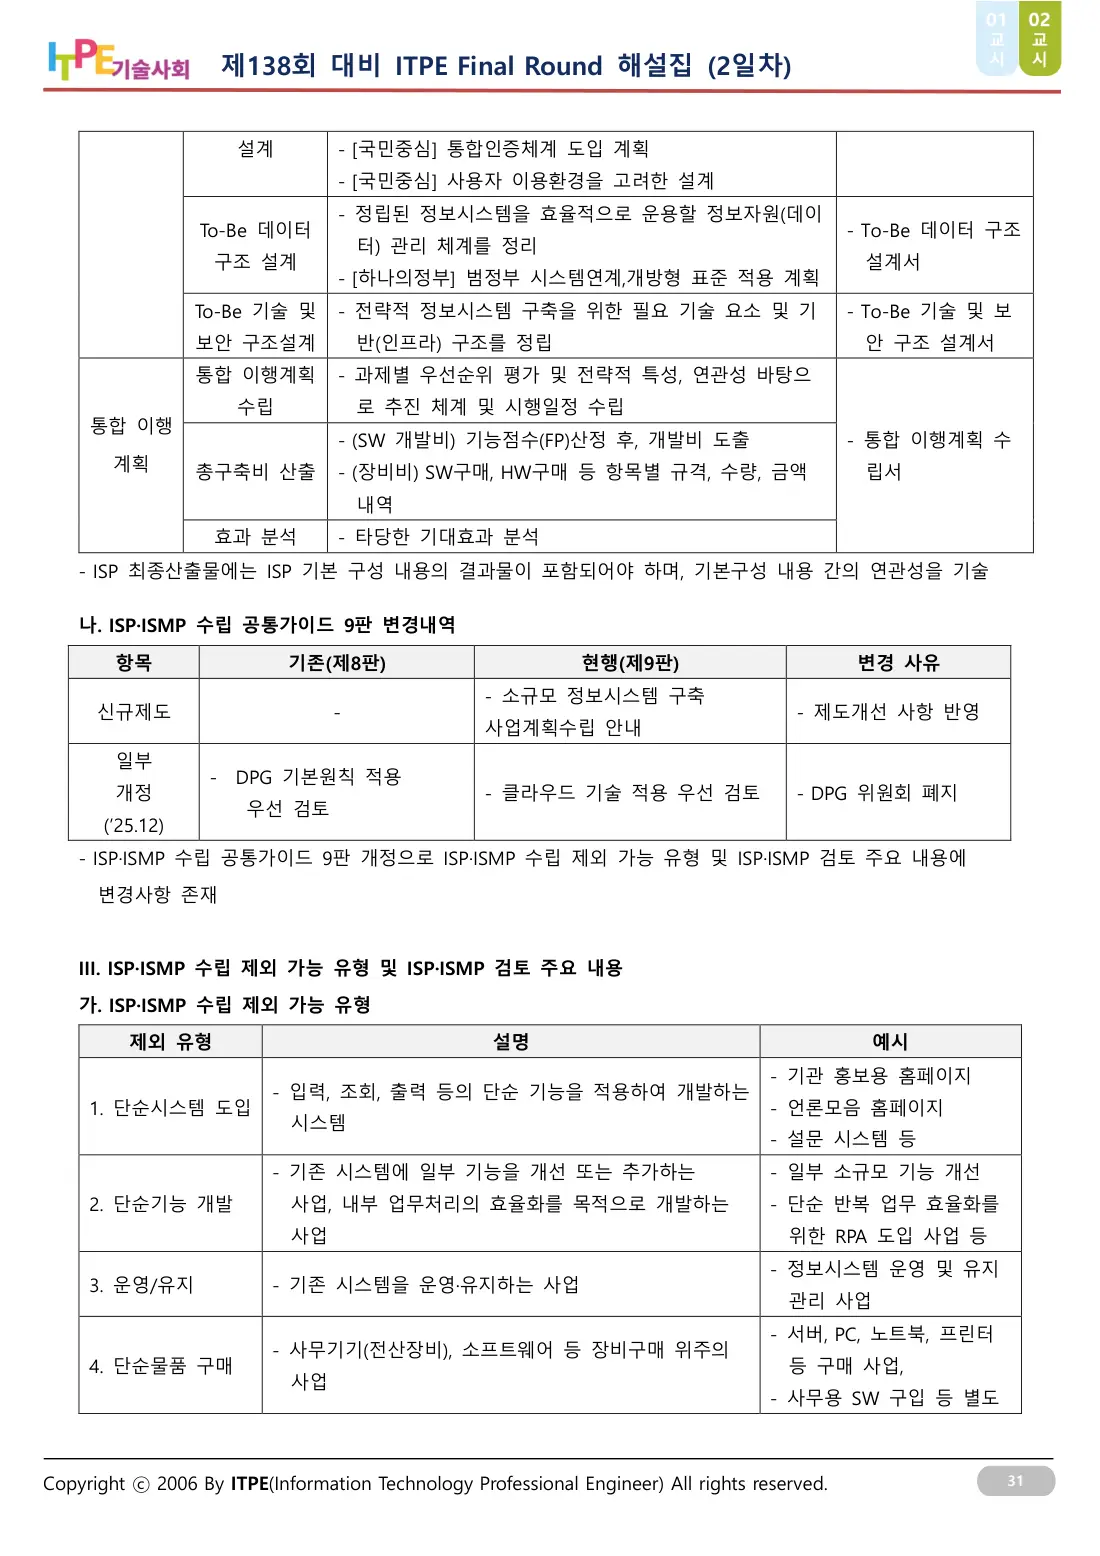 ITPE기술사회
제138회 대비 ITPE Final Round 해설집 (2일차)
01
교
시
02
교
시
설계
- [국민중심] 통합인증체계 도입 계획
- [국민중심] 사용자 이용환경을 고려한 설계
To-Be 데이터
구조 설계
- 정립된 정보시스템을 효율적으로 운용할 정보자원(데이
터) 관리 체계를 정리
- [하나의정부] 범정부 시스템연계,개방형 표준 적용 계획
- To-Be 데이터 구조
설계서
To-Be 기술 및
보안 구조설계
- 전략적 정보시스템 구축을 위한 필요 기술 요소 및 기
반(인프라) 구조를 정립
- To-Be 기술 및 보
안 구조 설계서
통합 이행
계획
통합 이행계획
수립
- 과제별 우선순위 평가 및 전략적 특성, 연관성 바탕으
로 추진 체계 및 시행일정 수립
총구축비 산출
- (SW 개발비) 기능점수(FP)산정 후, 개발비 도출
- (장비비) SW구매, HW구매 등 항목별 규격, 수량, 금액
내역
효과 분석
- 타당한 기대효과 분석
- 통합 이행계획 수
립서
- ISP 최종산출물에는 ISP 기본 구성 내용의 결과물이 포함되어야 하며, 기본구성 내용 간의 연관성을 기술
나. ISP·ISMP 수립 공통가이드 9판 변경내역
항목
기존(제8판)
현행(제9판)
변경 사유
신규제도
-
- 소규모 정보시스템 구축
사업계획수립 안내
- 제도개선 사항 반영
일부
개정
('25.12)
- DPG 기본원칙 적용
우선 검토
- 클라우드 기술 적용 우선 검토
- DPG 위원회 폐지
- ISP·ISMP 수립 공통가이드 9판 개정으로 ISP·ISMP 수립 제외 가능 유형 및 ISP·ISMP 검토 주요 내용에
변경사항 존재
III. ISP·ISMP 수립 제외 가능 유형 및 ISP·ISMP 검토 주요 내용
가. ISP·ISMP 수립 제외 가능 유형
제외 유형
설명
예시
1. 단순시스템 도입
- 입력, 조회, 출력 등의 단순 기능을 적용하여 개발하는
시스템
- 기관 홍보용 홈페이지
- 언론모음 홈페이지
- 설문 시스템 등
2. 단순기능 개발
- 기존 시스템에 일부 기능을 개선 또는 추가하는
사업, 내부 업무처리의 효율화를 목적으로 개발하는
사업
- 일부 소규모 기능 개선
- 단순 반복 업무 효율화를
위한 RPA 도입 사업 등
3. 운영/유지
- 기존 시스템을 운영·유지하는 사업
- 정보시스템 운영 및 유지
관리 사업
4. 단순물품 구매
- 사무기기(전산장비), 소프트웨어 등 장비구매 위주의
사업
- 서버, PC, 노트북, 프린터
등 구매 사업,
- 사무용 SW 구입 등 별도
Copyright ⓒ 2006 By ITPE(Information Technology Professional Engineer) All rights reserved.
31